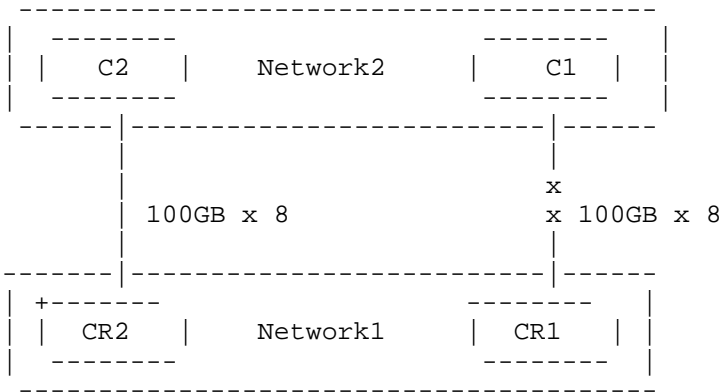 C2 Network2 C1
x
100GB x 8 x 100GB x 8
CR2 Network1 CR1